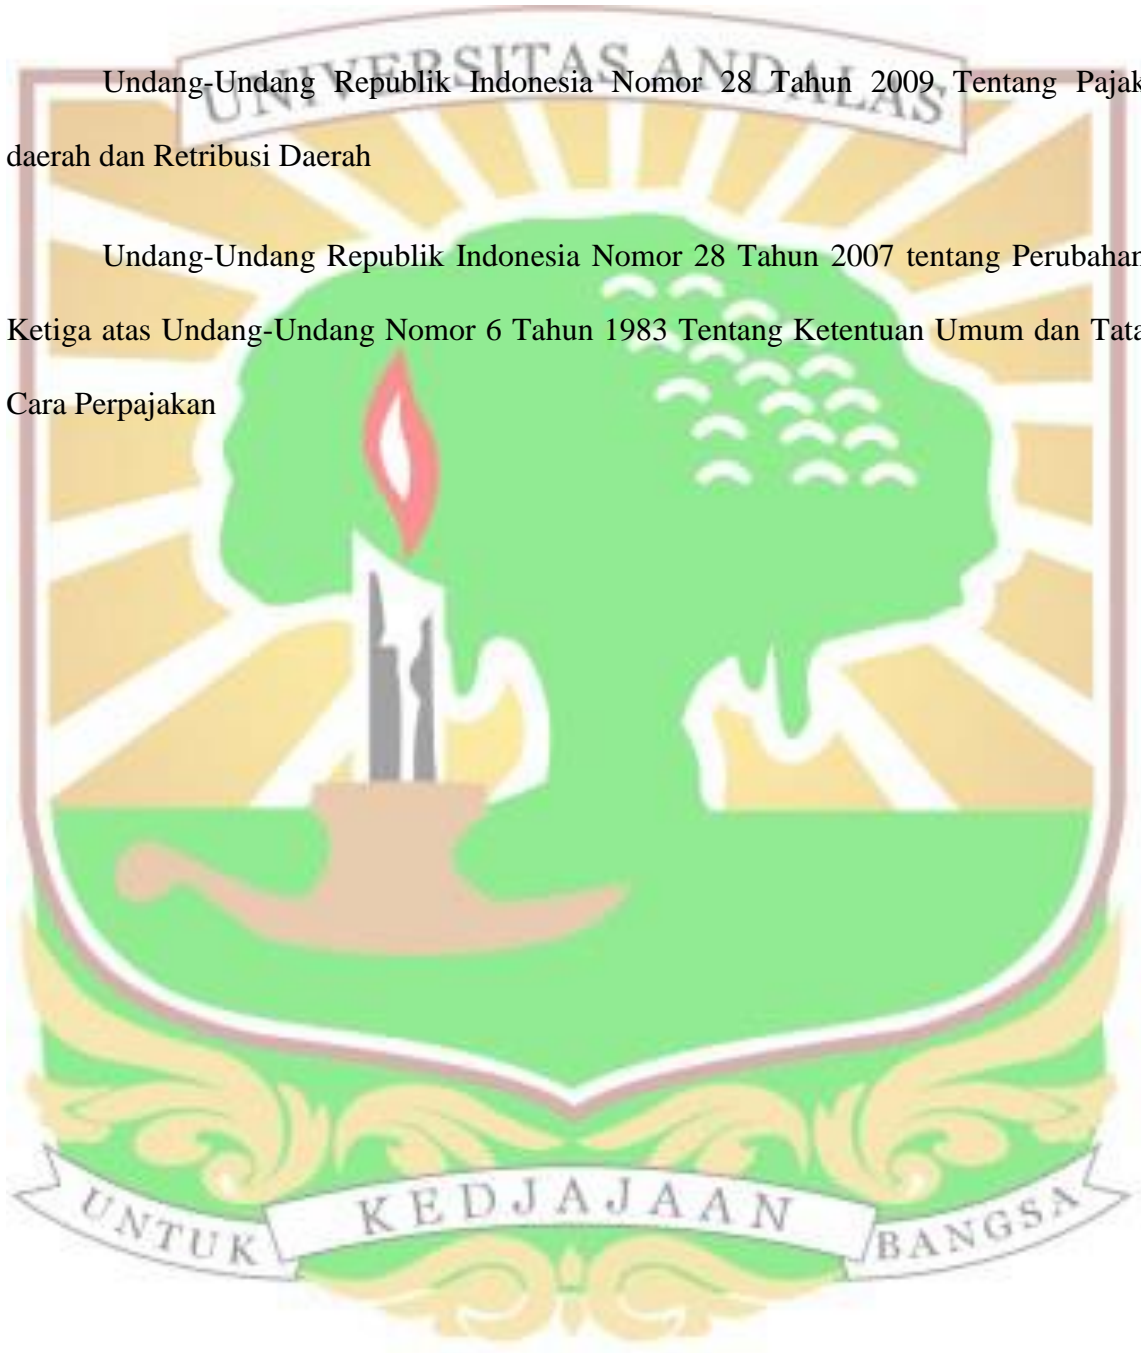 UNIVERSITAS ANDALAS
Undang-Undang Republik Indonesia Nomor 28 Tahun 2009 Tentang Pajak
daerah dan Retribusi Daerah
Undang-Undang Republik Indonesia Nomor 28 Tahun 2007 tentang Perubahan
Ketiga atas Undang-Undang Nomor 6 Tahun 1983 Tentang Ketentuan Umum dan Tata
Cara Perpajakan
UNTUK KEDJAJAAN BANGSA